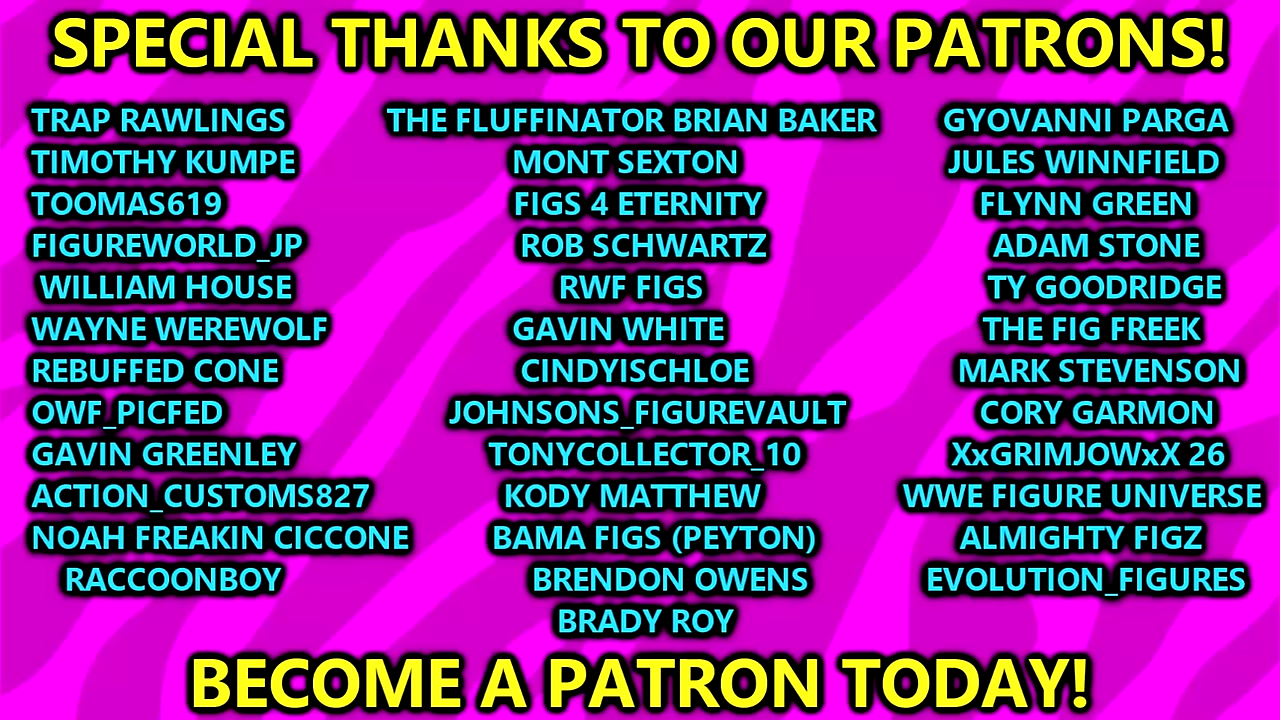 SPECIAL THANKS TO OUR PATRONS!
TRAP RAWLINGS
TIMOTHY KUMPE
TOOMAS619
FIGUREWORLD_JP
WILLIAM HOUSE
WAYNE WEREWOLF
REBUFFED CONE
OWF_PICFED
GAVIN GREENLEY
ACTION_CUSTOMS827
NOAH FREAKIN CICCONE
RACCOONBOY
THE FLUFFINATOR BRIAN BAKER
MONT SEXTON
FIGS 4 ETERNITY
ROB SCHWARTZ
RWF FIGS
GAVIN WHITE
CINDYISCHLOE
JOHNSONS_FIGUREVAULT
TONYCOLLECTOR_10
KODY MATTHEW
BAMA FIGS (PEYTON)
BRENDON OWENS
BRADY ROY
GYOVANNI PARGA
JULES WINNFIELD
FLYNN GREEN
ADAM STONE
TY GOODRIDGE
THE FIG FREEK
MARK STEVENSON
CORY GARMON
XxGRIMJOWxX 26
WWE FIGURE UNIVERSE
ALMIGHTY FIGZ
EVOLUTION_FIGURES
BECOME A PATRON TODAY!